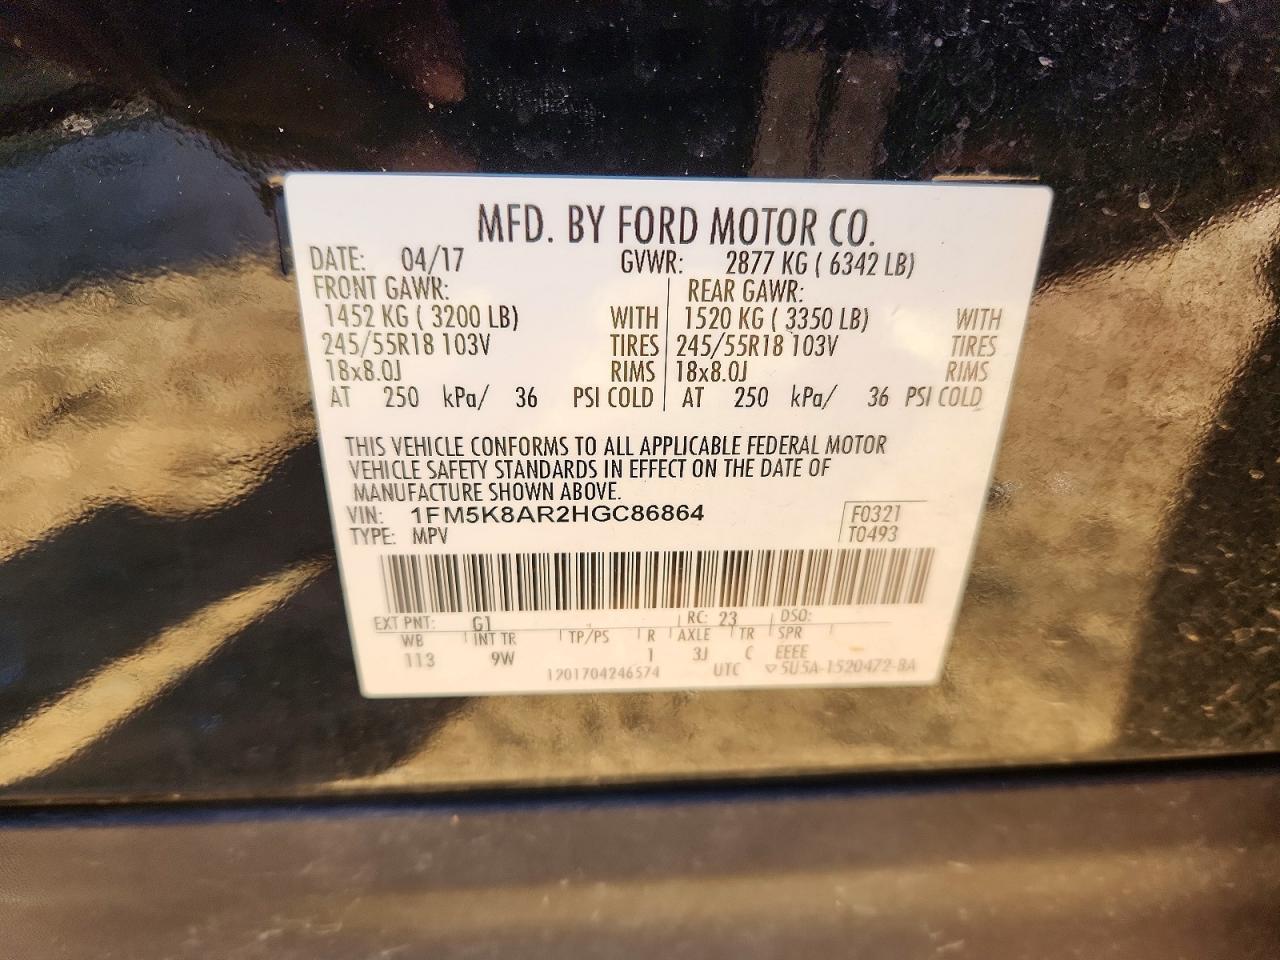 MFD. BY FORD MOTOR CO.
DATE: 04/17 GVWR: 2877 KG ( 6342 LB)
FRONT GAWR: REAR GAWR:
1452 KG ( 3200 LB) WITH 1520 KG ( 3350 LB) WITH
245/55R18 103V TIRES 245/55R18 103V TIRES
18x8.0J RIMS 18x8.0J RIMS
AT 250 kPa/ 36 PSI COLD AT 250 kPa/ 36 PSI COLD
THIS VEHICLE CONFORMS TO ALL APPLICABLE FEDERAL MOTOR
VEHICLE SAFETY STANDARDS IN EFFECT ON THE DATE OF
MANUFACTURE SHOWN ABOVE.
VIN: 1FM5K8AR2HGC86864 F0321
TYPE: MPV T0493
EXT PNT: G1 RC: 23 DSO:
WB INT TR TP/PS R AXLE TR SPR
113 9W 1 3J C EEEE
1201704246574 UTC ▽5U5A-1520472-BA